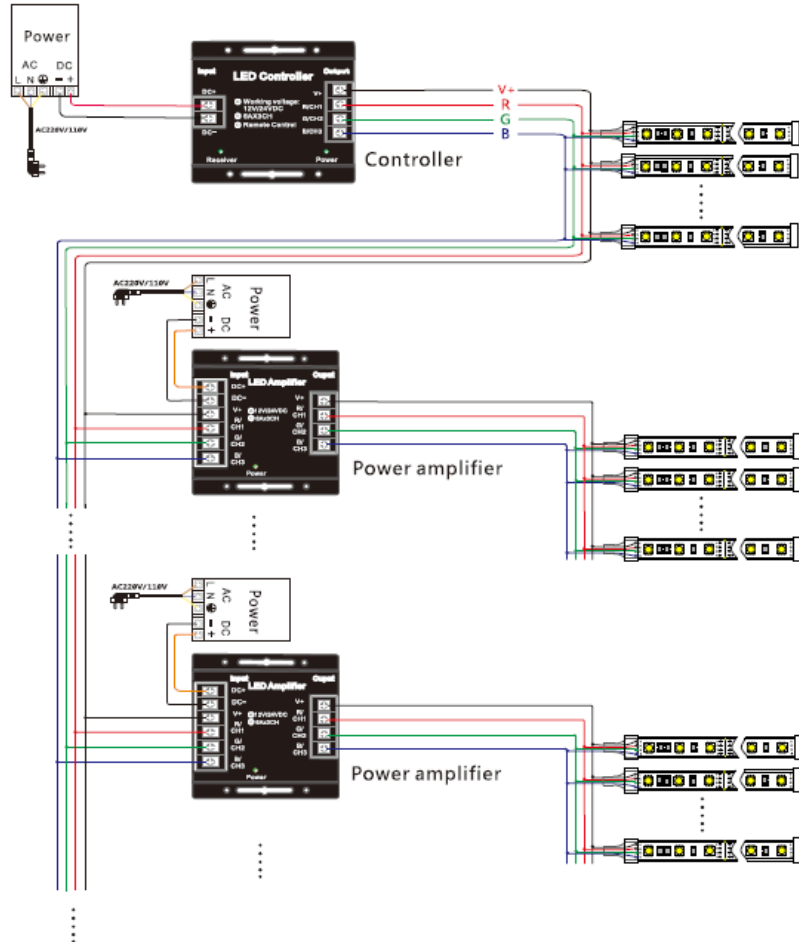 Power
AC DC
L N − +
AC220V/110V
Input
LED Controller
Output
DC+
DC−
Working voltage:
12V/24VDC
6AX3CH
Remote Control
V+
R/CH1
G/CH2
B/CH3
Receiver
Power
Controller
V+
R
G
B
AC220V/110V
L
N
AC
DC
− +
Power
Input
LED Amplifier
Ouput
DC+
DC−
V+
R/
CH1
G/
CH2
B/
CH3
12V/24VDC
6Ax3CH
V+
R/
CH1
G/
CH2
B/
CH3
Power
Power amplifier
AC220V/110V
L
N
AC
DC
− +
Power
Input
LED Amplifier
Ouput
DC+
DC−
V+
R/
CH1
G/
CH2
B/
CH3
12V/24VDC
6Ax3CH
V+
R/
CH1
G/
CH2
B/
CH3
Power
Power amplifier